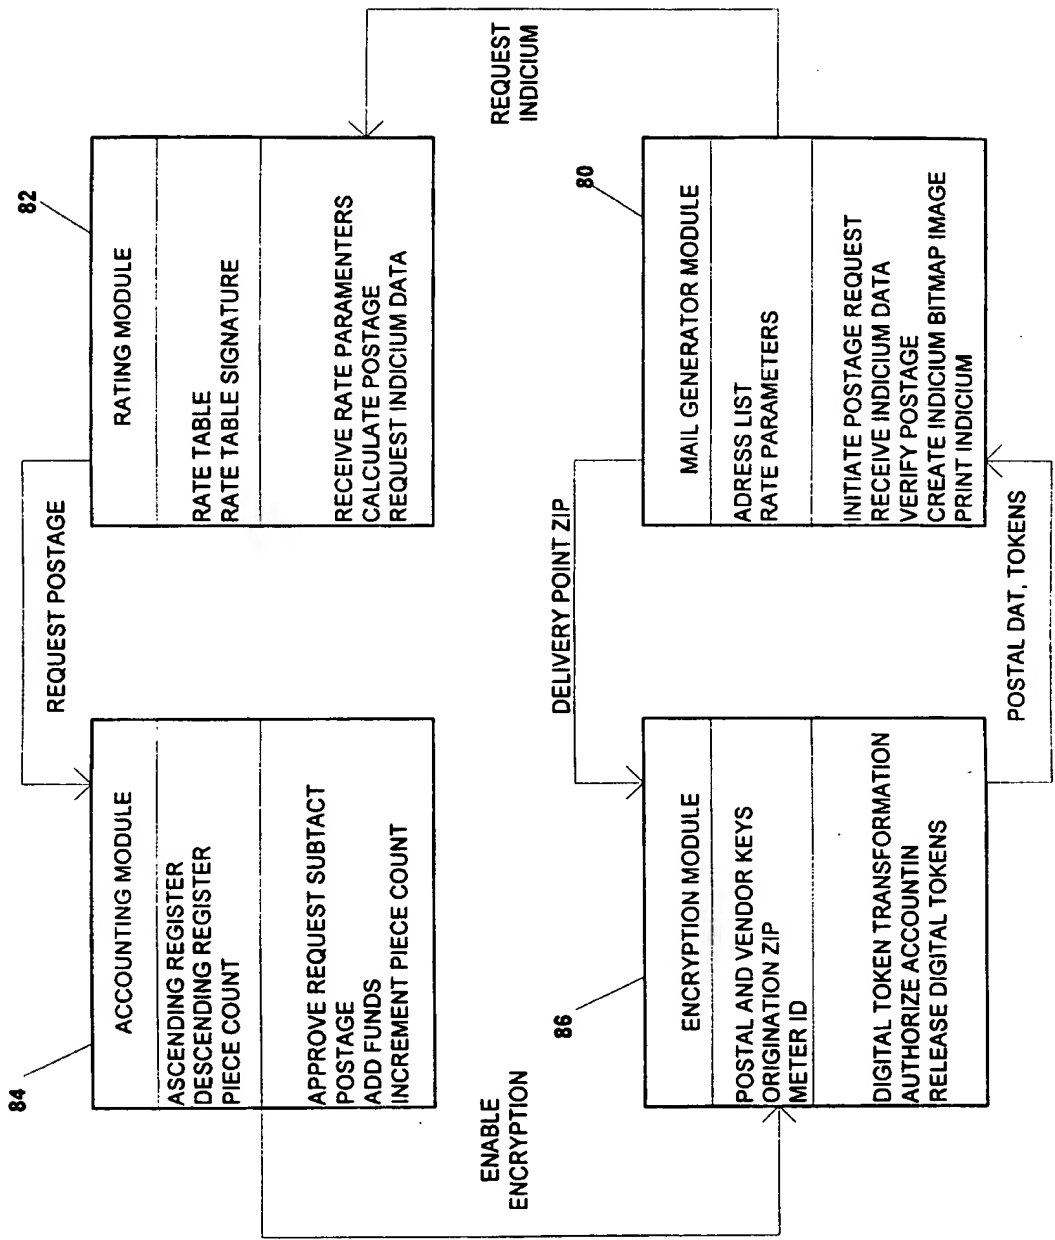 84
ACCOUNTING MODULE
ASCENDING REGISTER
DESCENDING REGISTER
PIECE COUNT
APPROVE REQUEST SUBTACT
POSTAGE
ADD FUNDS
INCREMENT PIECE COUNT
REQUEST POSTAGE
82
RATING MODULE
RATE TABLE
RATE TABLE SIGNATURE
RECEIVE RATE PARAMENTERS
CALCULATE POSTAGE
REQUEST INDICIUM DATA
ENABLE
ENCRYPTION
REQUEST
INDICIUM
86
ENCRYPTION MODULE
POSTAL AND VENDOR KEYS
ORIGINATION ZIP
METER ID
DIGITAL TOKEN TRANSFORMATION
AUTHORIZE ACCOUNTIN
RELEASE DIGITAL TOKENS
DELIVERY POINT ZIP
POSTAL DAT, TOKENS
80
MAIL GENERATOR MODULE
ADRESS LIST
RATE PARAMETERS
INITIATE POSTAGE REQUEST
RECEIVE INDICIUM DATA
VERIFY POSTAGE
CREATE INDICIUM BITMAP IMAGE
PRINT INDICIUM